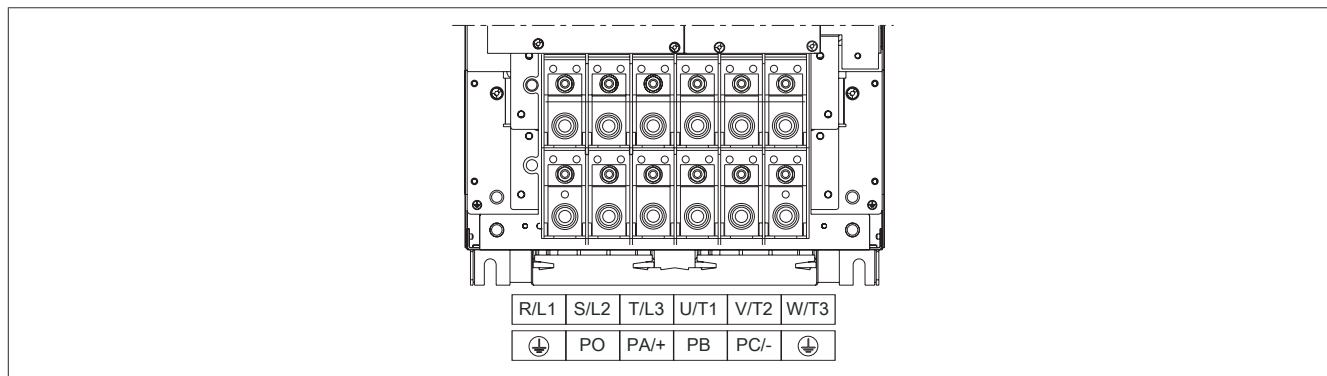 R/L1 S/L2 T/L3 U/T1 V/T2 W/T3
⏚ PO PA/+ PB PC/- ⏚